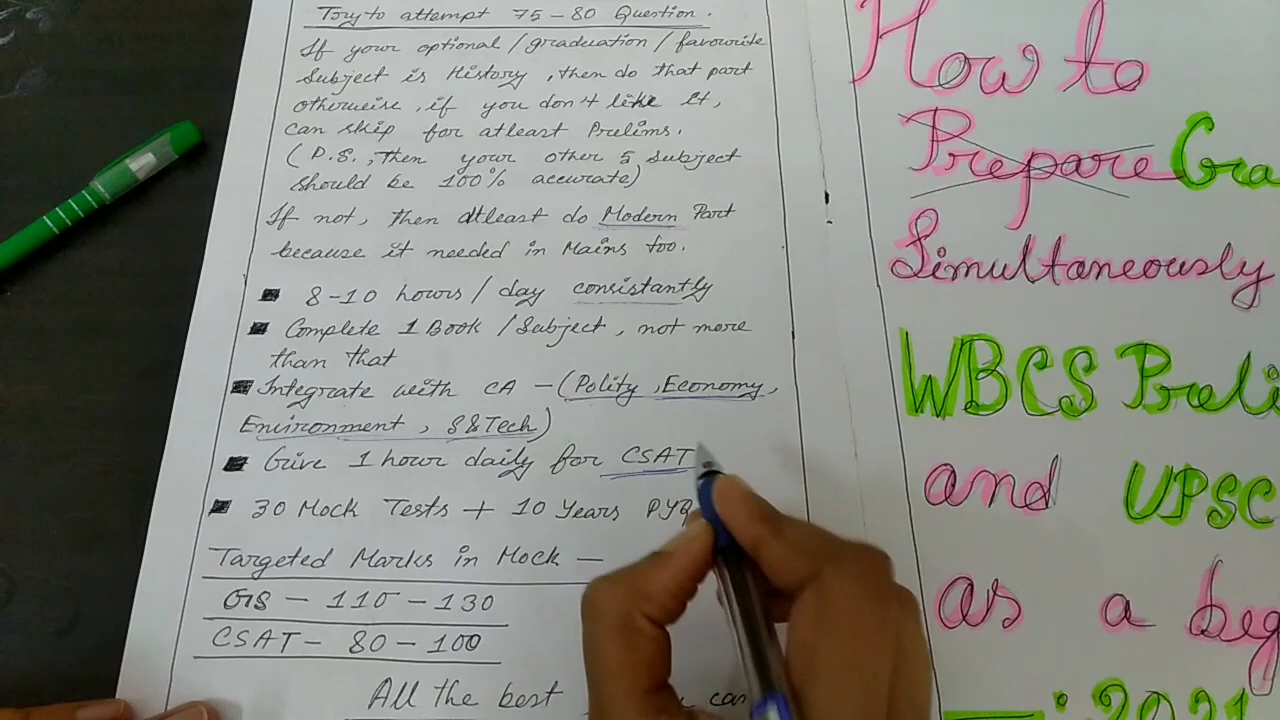 Try to attempt 75-80 Question.
If your optional/graduation/favourite
Subject is History, then do that part
otherwise, if you don't like It,
can skip for atleast Prelims.
(P.S., then your other 5 subject
should be 100% accurate)
If not, then atleast do Modern Part
because it needed in Mains too.
8-10 hours/day consistantly
Complete 1 Book/Subject, not more
than that
Integrate with CA - (Polity, Economy,
Environment, S&Tech)
Give 1 hour daily for CSAT
30 Mock Tests + 10 Years PYQ
Targeted Marks in Mock -
GS - 110-130
CSAT - 80-100
All the best can
How to
Prepare Gra
Simultaneously
WBCS Preli
and UPSC
as a beg
: 2021